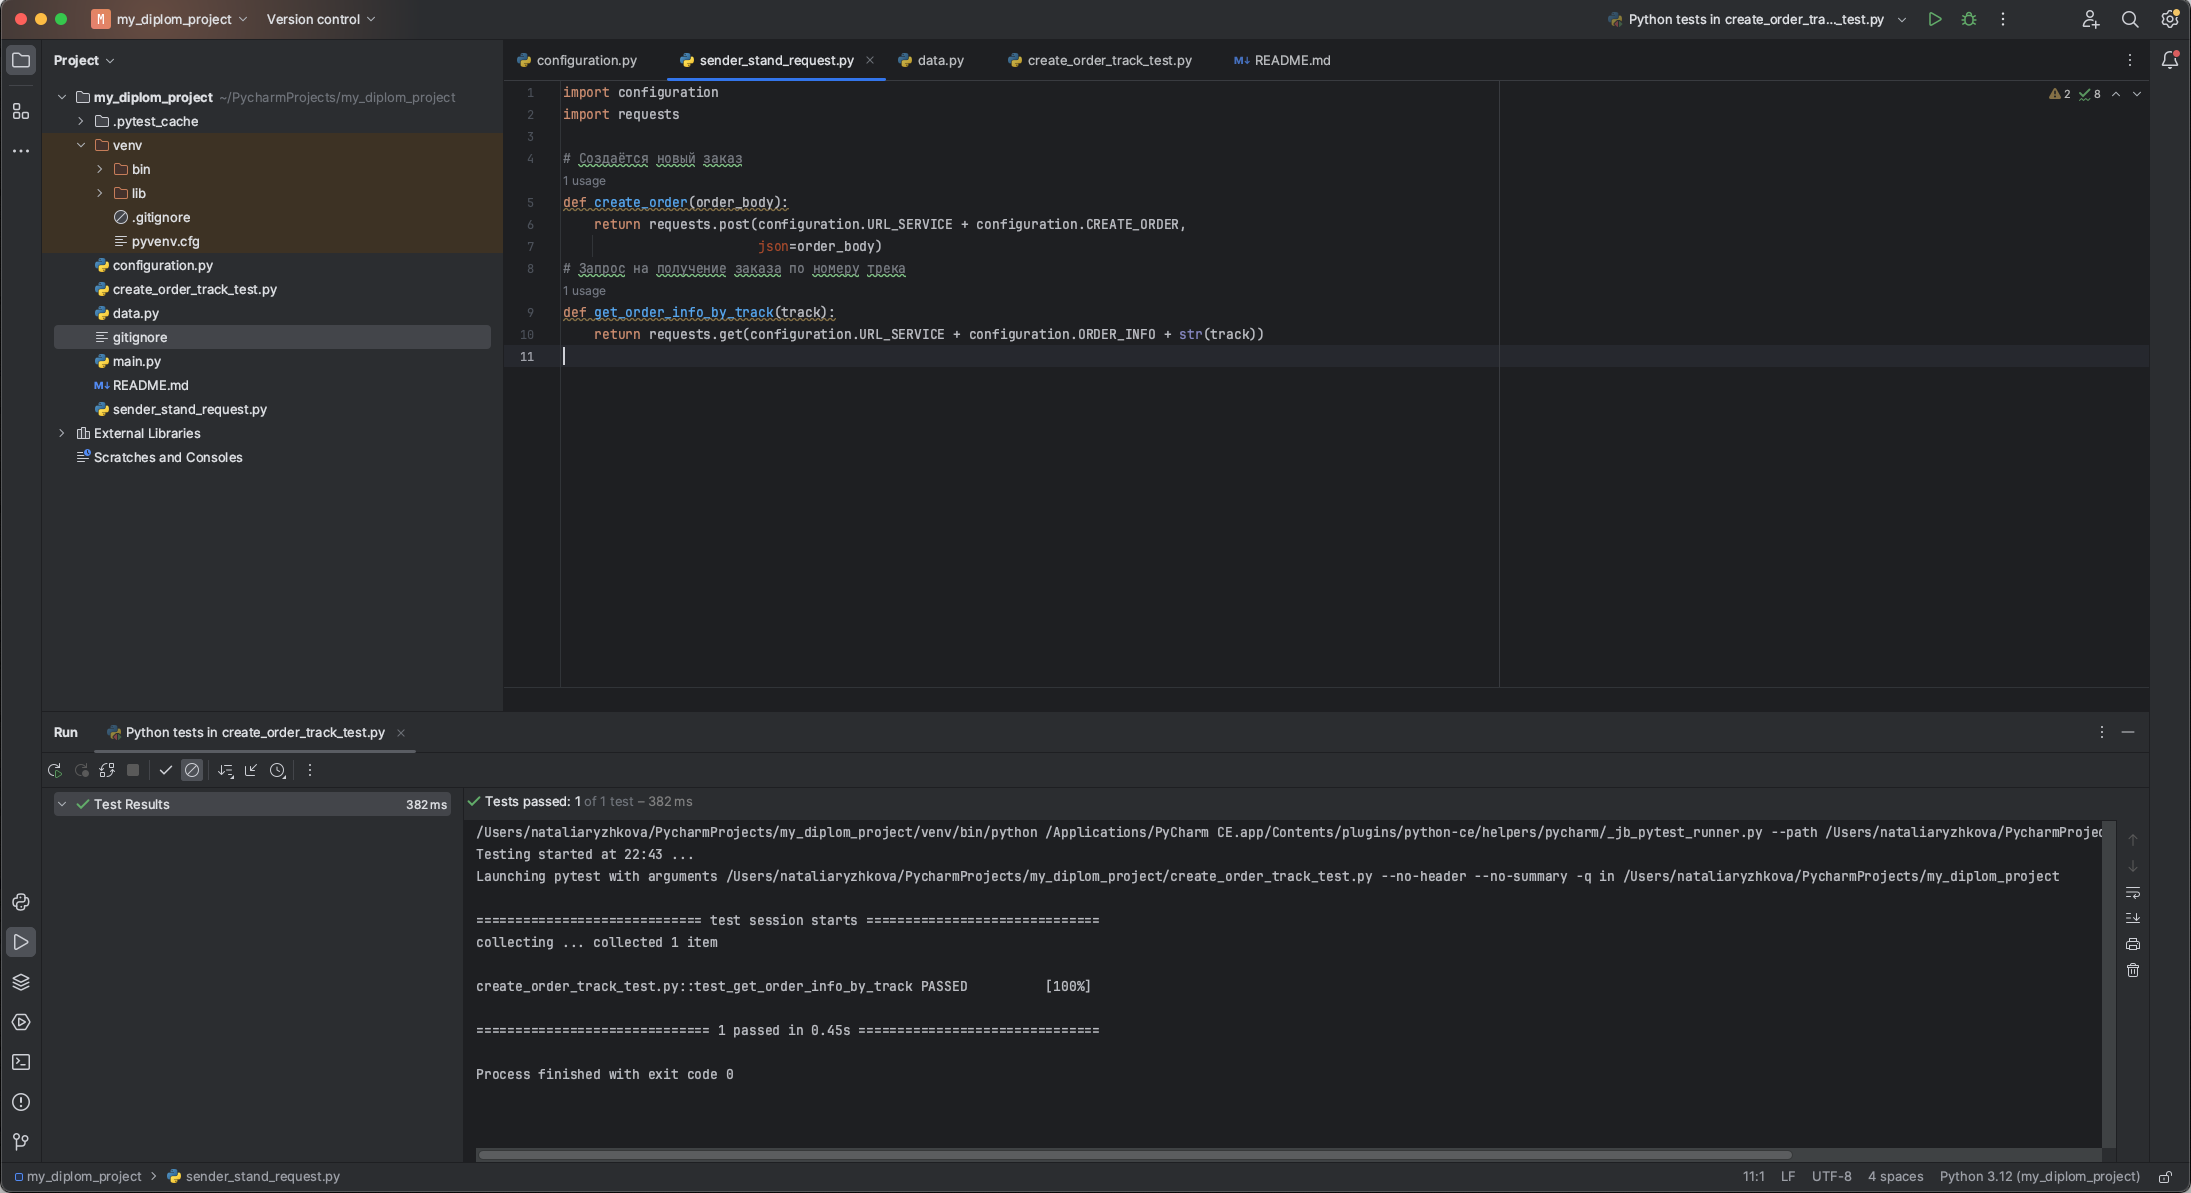 M my_diplom_project Version control Python tests in create_order_tra..._test.py
Project
my_diplom_project ~/PycharmProjects/my_diplom_project
.pytest_cache
venv
bin
lib
.gitignore
pyvenv.cfg
configuration.py
create_order_track_test.py
data.py
gitignore
main.py
README.md
sender_stand_request.py
External Libraries
Scratches and Consoles
configuration.py sender_stand_request.py data.py create_order_track_test.py README.md
2 8
1 import configuration
2 import requests
3
4 # Создаётся новый заказ
1 usage
5 def create_order(order_body):
6 return requests.post(configuration.URL_SERVICE + configuration.CREATE_ORDER,
7 json=order_body)
8 # Запрос на получение заказа по номеру трека
1 usage
9 def get_order_info_by_track(track):
10 return requests.get(configuration.URL_SERVICE + configuration.ORDER_INFO + str(track))
11
Run Python tests in create_order_track_test.py
Test Results 382 ms
Tests passed: 1 of 1 test – 382 ms
/Users/nataliaryzhkova/PycharmProjects/my_diplom_project/venv/bin/python /Applications/PyCharm CE.app/Contents/plugins/python-ce/helpers/pycharm/_jb_pytest_runner.py --path /Users/nataliaryzhkova/PycharmProjec
Testing started at 22:43 ...
Launching pytest with arguments /Users/nataliaryzhkova/PycharmProjects/my_diplom_project/create_order_track_test.py --no-header --no-summary -q in /Users/nataliaryzhkova/PycharmProjects/my_diplom_project
============================= test session starts ==============================
collecting ... collected 1 item
create_order_track_test.py::test_get_order_info_by_track PASSED [100%]
============================== 1 passed in 0.45s ===============================
Process finished with exit code 0
my_diplom_project sender_stand_request.py 11:1 LF UTF-8 4 spaces Python 3.12 (my_diplom_project)